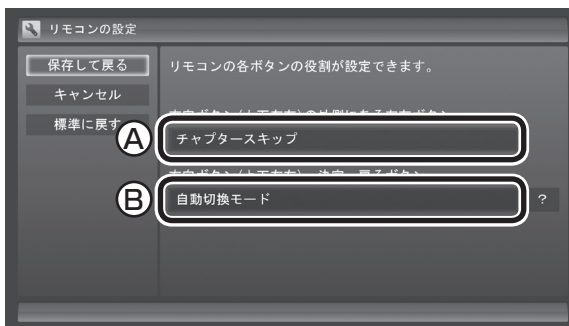 リモコンの設定
保存して戻る
キャンセル
標準に戻す
リモコンの各ボタンの役割が設定できます。
A
チャプタースキップ
B
自動切換モード
?